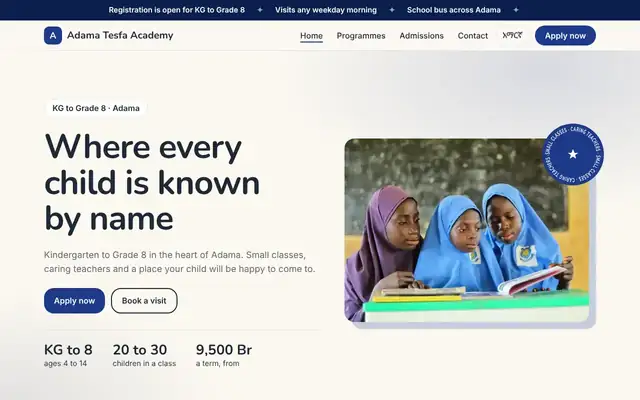 Registration is open for KG to Grade 8 ✦ Visits any weekday morning ✦ School bus across Adama ✦
A Adama Tesfa Academy Home Programmes Admissions Contact አማርኛ Apply now
KG to Grade 8 · Adama
SMALL CLASSES · CARING TEACHERS · SMALL CLASSES · CARING TEACHERS ·
Where every
child is known
by name
Kindergarten to Grade 8 in the heart of Adama. Small classes,
caring teachers and a place your child will be happy to come to.
Apply now Book a visit
KG to 8 20 to 30 9,500 Br
ages 4 to 14 children in a class a term, from